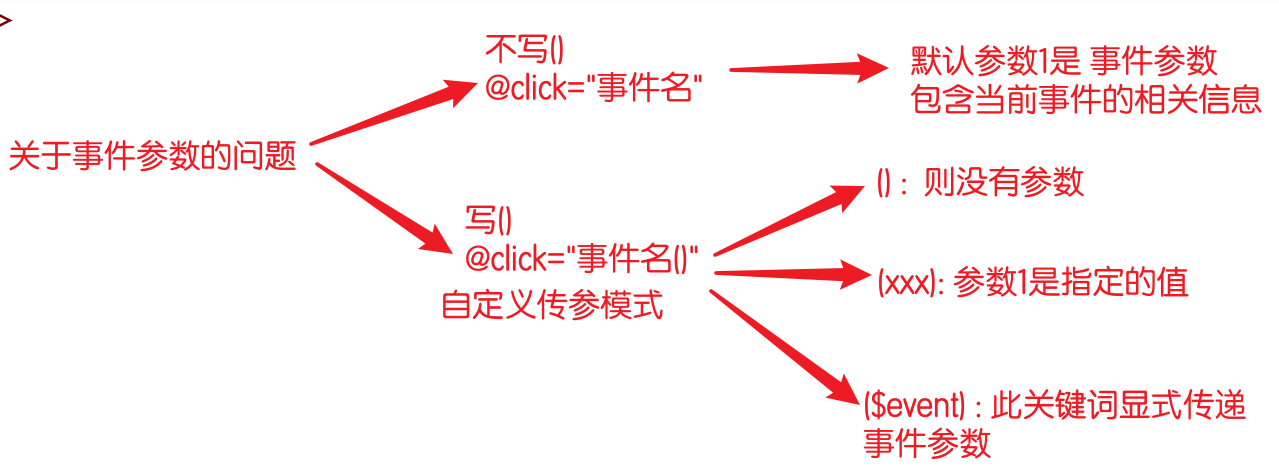 >
关于事件参数的问题
不写()
@click="事件名"
默认参数1是 事件参数
包含当前事件的相关信息
写()
@click="事件名()"
自定义传参模式
() : 则没有参数
(xxx): 参数1是指定的值
($event) : 此关键词显式传递
事件参数